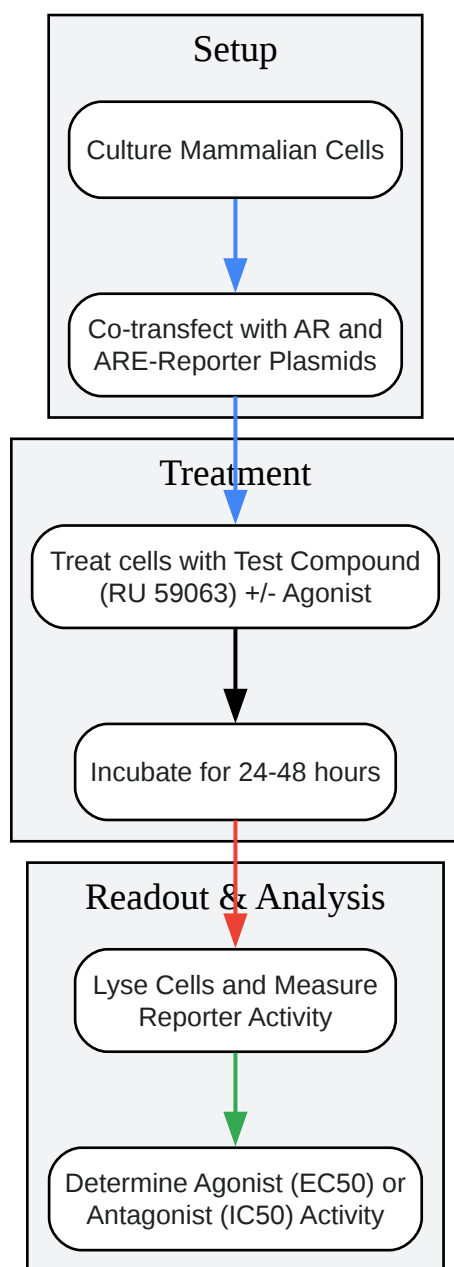 Setup
Culture Mammalian Cells
Co-transfect with AR and
ARE-Reporter Plasmids
Treatment
Treat cells with Test Compound
(RU 59063) +/- Agonist
Incubate for 24-48 hours
Readout & Analysis
Lyse Cells and Measure
Reporter Activity
Determine Agonist (EC50) or
Antagonist (IC50) Activity